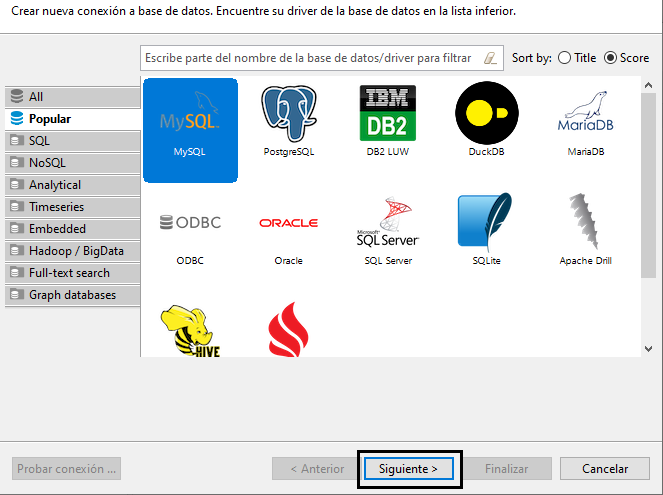 Crear nueva conexión a base de datos. Encuentre su driver de la base de datos en la lista inferior.
Escribe parte del nombre de la base de datos/driver para filtrar
Sort by: Title Score
All
Popular
SQL
NoSQL
Analytical
Timeseries
Embedded
Hadoop / BigData
Full-text search
Graph databases
MySQL IBM DB2 MariaDB
MySQL PostgreSQL DB2 LUW DuckDB MariaDB
ODBC ORACLE Microsoft SQL Server
ODBC Oracle SQL Server SQLite Apache Drill
HIVE
Probar conexión ... < Anterior Siguiente > Finalizar Cancelar